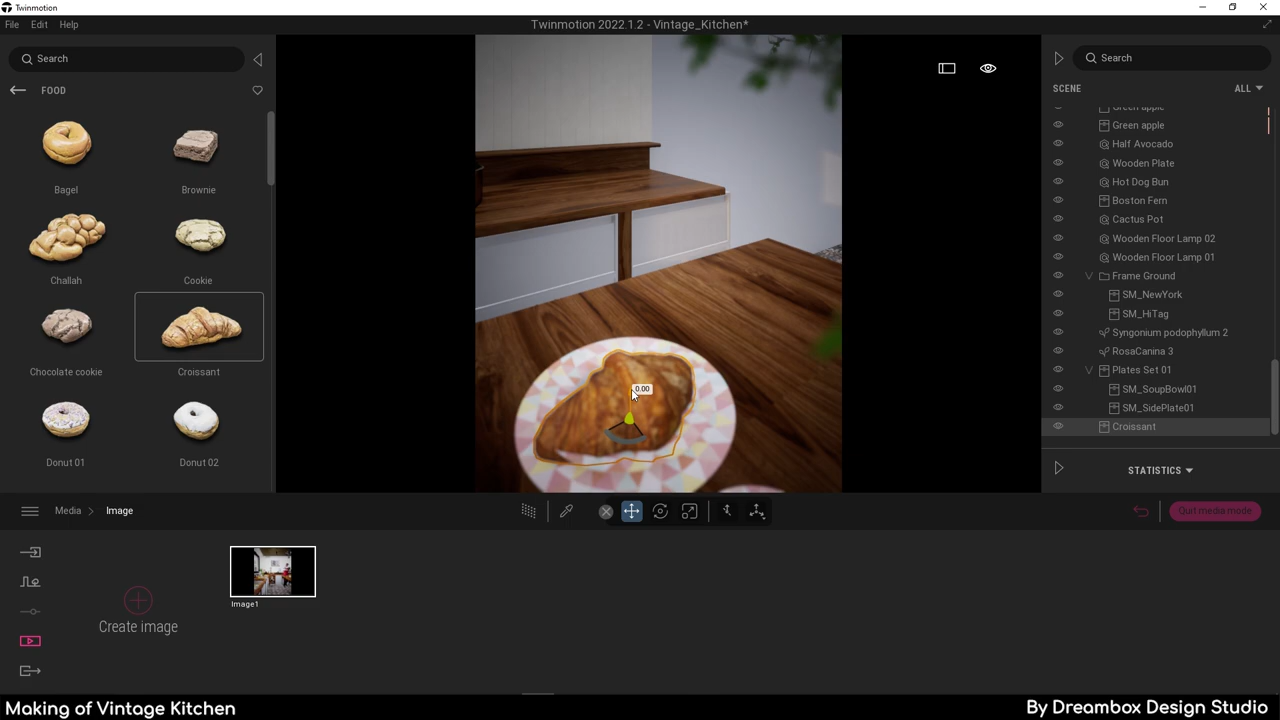 Twinmotion
File Edit Help
Twinmotion 2022.1.2 - Vintage_Kitchen*
Search
FOOD
Bagel
Brownie
Challah
Cookie
Chocolate cookie
Croissant
Donut 01
Donut 02
0.00
Search
SCENE
ALL
Green apple
Green apple
Half Avocado
Wooden Plate
Hot Dog Bun
Boston Fern
Cactus Pot
Wooden Floor Lamp 02
Wooden Floor Lamp 01
Frame Ground
SM_NewYork
SM_HiTag
Syngonium podophyllum 2
RosaCanina 3
Plates Set 01
SM_SoupBowl01
SM_SidePlate01
Croissant
STATISTICS
Media
Image
Quit media mode
Create image
Image1
Making of Vintage Kitchen
By Dreambox Design Studio